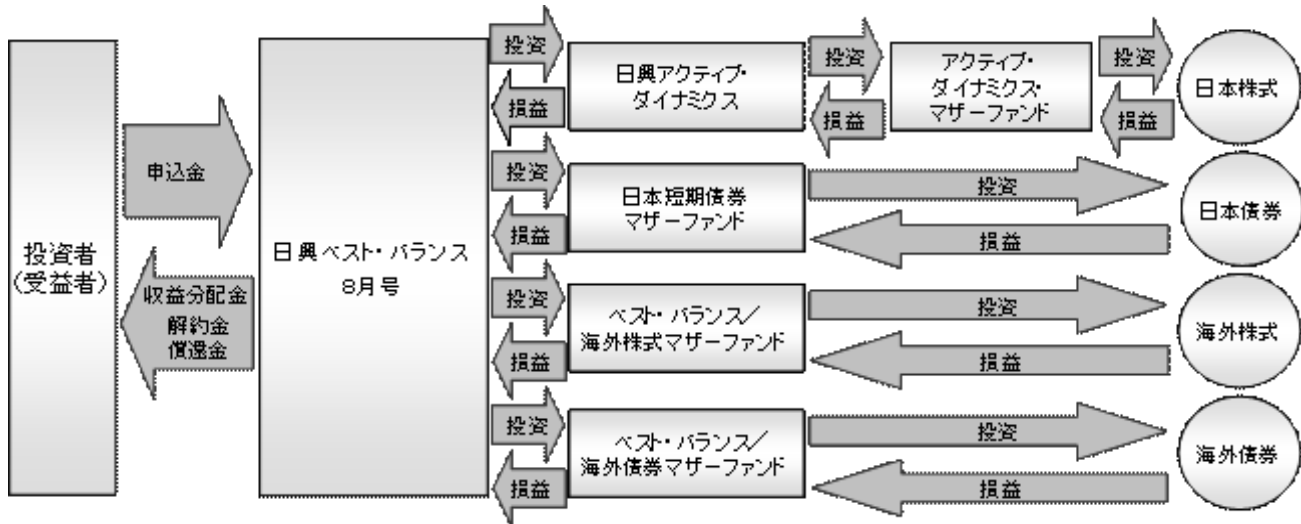 投資者
(受益者)
申込金
収益分配金
解約金
償還金
日興ベスト・バランス
8月号
投資
損益
日興アクティブ・
ダイナミクス
投資
損益
アクティブ・
ダイナミクス・
マザーファンド
投資
損益
日本株式
投資
損益
日本短期債券
マザーファンド
投資
損益
日本債券
投資
損益
ベスト・バランス/
海外株式マザーファンド
投資
損益
海外株式
投資
損益
ベスト・バランス/
海外債券マザーファンド
投資
損益
海外債券